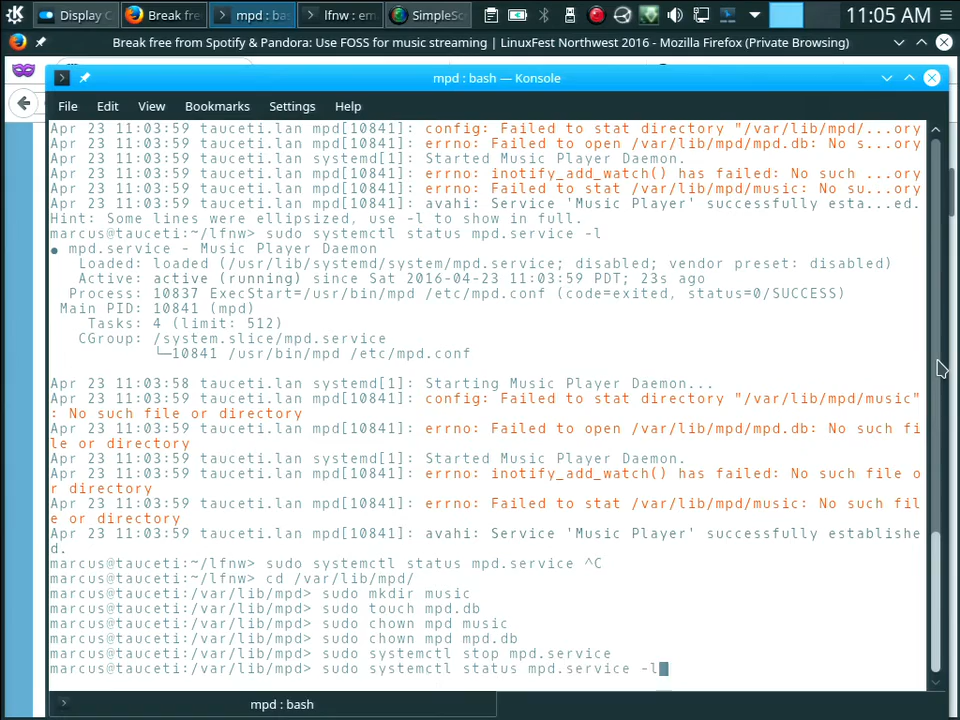 Display C
Break fre
mpd : bas
lfnw : em
SimpleSc
11:05 AM
Break free from Spotify & Pandora: Use FOSS for music streaming | LinuxFest Northwest 2016 - Mozilla Firefox (Private Browsing)
mpd : bash — Konsole
File Edit View Bookmarks Settings Help
Apr 23 11:03:59 tauceti.lan mpd[10841]: config: Failed to stat directory "/var/lib/mpd/...ory
Apr 23 11:03:59 tauceti.lan mpd[10841]: errno: Failed to open /var/lib/mpd/mpd.db: No s...ory
Apr 23 11:03:59 tauceti.lan systemd[1]: Started Music Player Daemon.
Apr 23 11:03:59 tauceti.lan mpd[10841]: errno: inotify_add_watch() has failed: No such ...ory
Apr 23 11:03:59 tauceti.lan mpd[10841]: errno: Failed to stat /var/lib/mpd/music: No su...ory
Apr 23 11:03:59 tauceti.lan mpd[10841]: avahi: Service 'Music Player' successfully esta...ed.
Hint: Some lines were ellipsized, use -l to show in full.
marcus@tauceti:~/lfnw> sudo systemctl status mpd.service -l
● mpd.service - Music Player Daemon
Loaded: loaded (/usr/lib/systemd/system/mpd.service; disabled; vendor preset: disabled)
Active: active (running) since Sat 2016-04-23 11:03:59 PDT; 23s ago
Process: 10837 ExecStart=/usr/bin/mpd /etc/mpd.conf (code=exited, status=0/SUCCESS)
Main PID: 10841 (mpd)
Tasks: 4 (limit: 512)
CGroup: /system.slice/mpd.service
└─10841 /usr/bin/mpd /etc/mpd.conf
Apr 23 11:03:58 tauceti.lan systemd[1]: Starting Music Player Daemon...
Apr 23 11:03:59 tauceti.lan mpd[10841]: config: Failed to stat directory "/var/lib/mpd/music"
: No such file or directory
Apr 23 11:03:59 tauceti.lan mpd[10841]: errno: Failed to open /var/lib/mpd/mpd.db: No such fi
le or directory
Apr 23 11:03:59 tauceti.lan systemd[1]: Started Music Player Daemon.
Apr 23 11:03:59 tauceti.lan mpd[10841]: errno: inotify_add_watch() has failed: No such file o
r directory
Apr 23 11:03:59 tauceti.lan mpd[10841]: errno: Failed to stat /var/lib/mpd/music: No such fil
e or directory
Apr 23 11:03:59 tauceti.lan mpd[10841]: avahi: Service 'Music Player' successfully establishe
d.
marcus@tauceti:~/lfnw> sudo systemctl status mpd.service ^C
marcus@tauceti:~/lfnw> cd /var/lib/mpd/
marcus@tauceti:/var/lib/mpd> sudo mkdir music
marcus@tauceti:/var/lib/mpd> sudo touch mpd.db
marcus@tauceti:/var/lib/mpd> sudo chown mpd music
marcus@tauceti:/var/lib/mpd> sudo chown mpd mpd.db
marcus@tauceti:/var/lib/mpd> sudo systemctl stop mpd.service
marcus@tauceti:/var/lib/mpd> sudo systemctl status mpd.service -l
mpd : bash